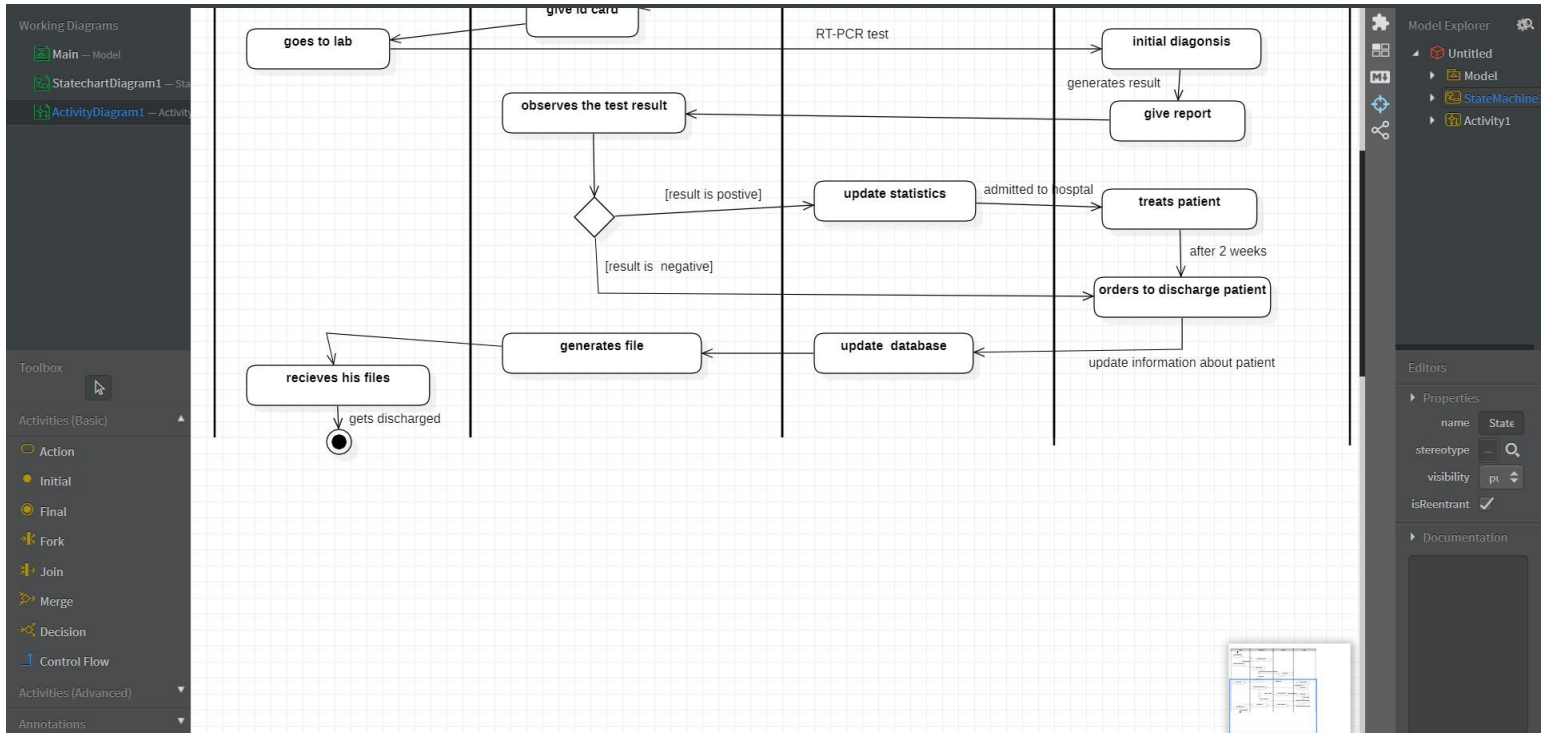 Working Diagrams
Main — Model
StatechartDiagram1 — Sta
ActivityDiagram1 — Activity
Toolbox
Activities (Basic)
Action
Initial
Final
Fork
Join
Merge
Decision
Control Flow
Activities (Advanced)
Annotations
give id card
goes to lab
RT-PCR test
initial diagonsis
generates result
observes the test result
give report
[result is postive]
update statistics
admitted to hosptal
treats patient
after 2 weeks
[result is negative]
orders to discharge patient
generates file
update database
update information about patient
recieves his files
gets discharged
M
Model Explorer
Untitled
Model
StateMachine
Activity1
Editors
Properties
name State
stereotype —
visibility pu
isReentrant
Documentation